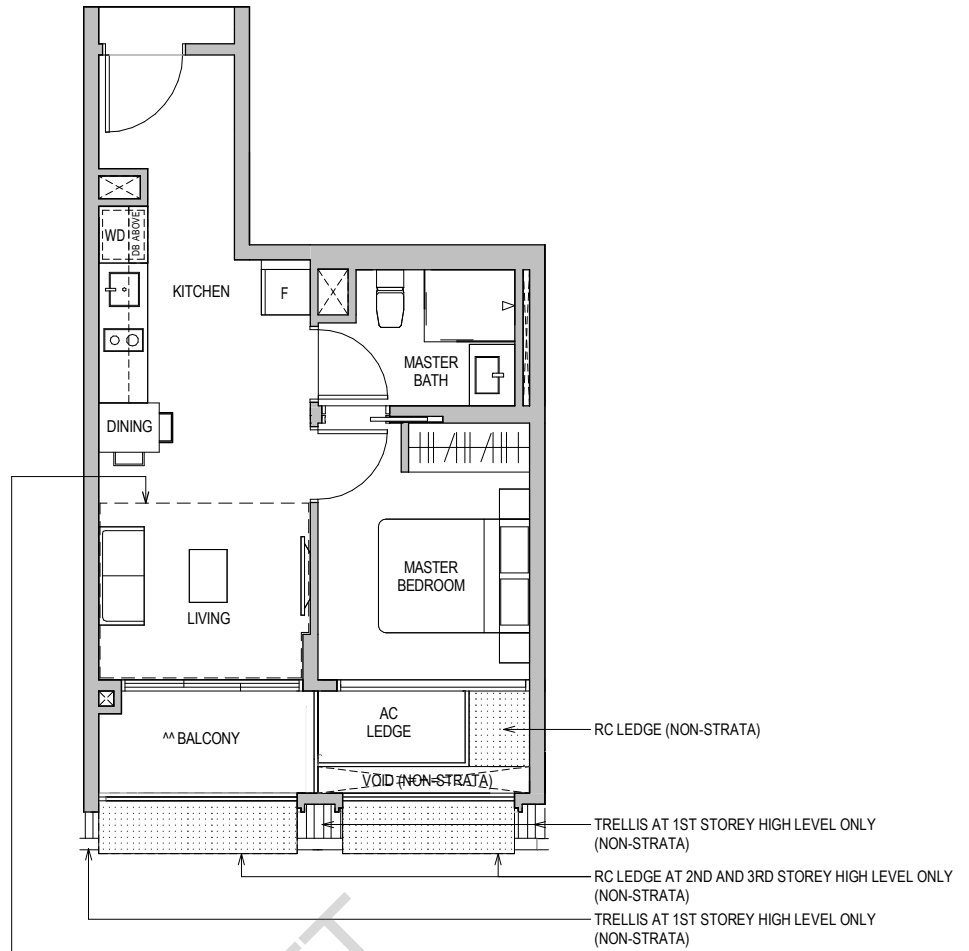 WD
DB ABOVE
KITCHEN
F
MASTER
BATH
DINING
MASTER
BEDROOM
LIVING
AC
LEDGE
^^ BALCONY
RC LEDGE (NON-STRATA)
VOID (NON-STRATA)
TRELLIS AT 1ST STOREY HIGH LEVEL ONLY
(NON-STRATA)
RC LEDGE AT 2ND AND 3RD STOREY HIGH LEVEL ONLY
(NON-STRATA)
TRELLIS AT 1ST STOREY HIGH LEVEL ONLY
(NON-STRATA)